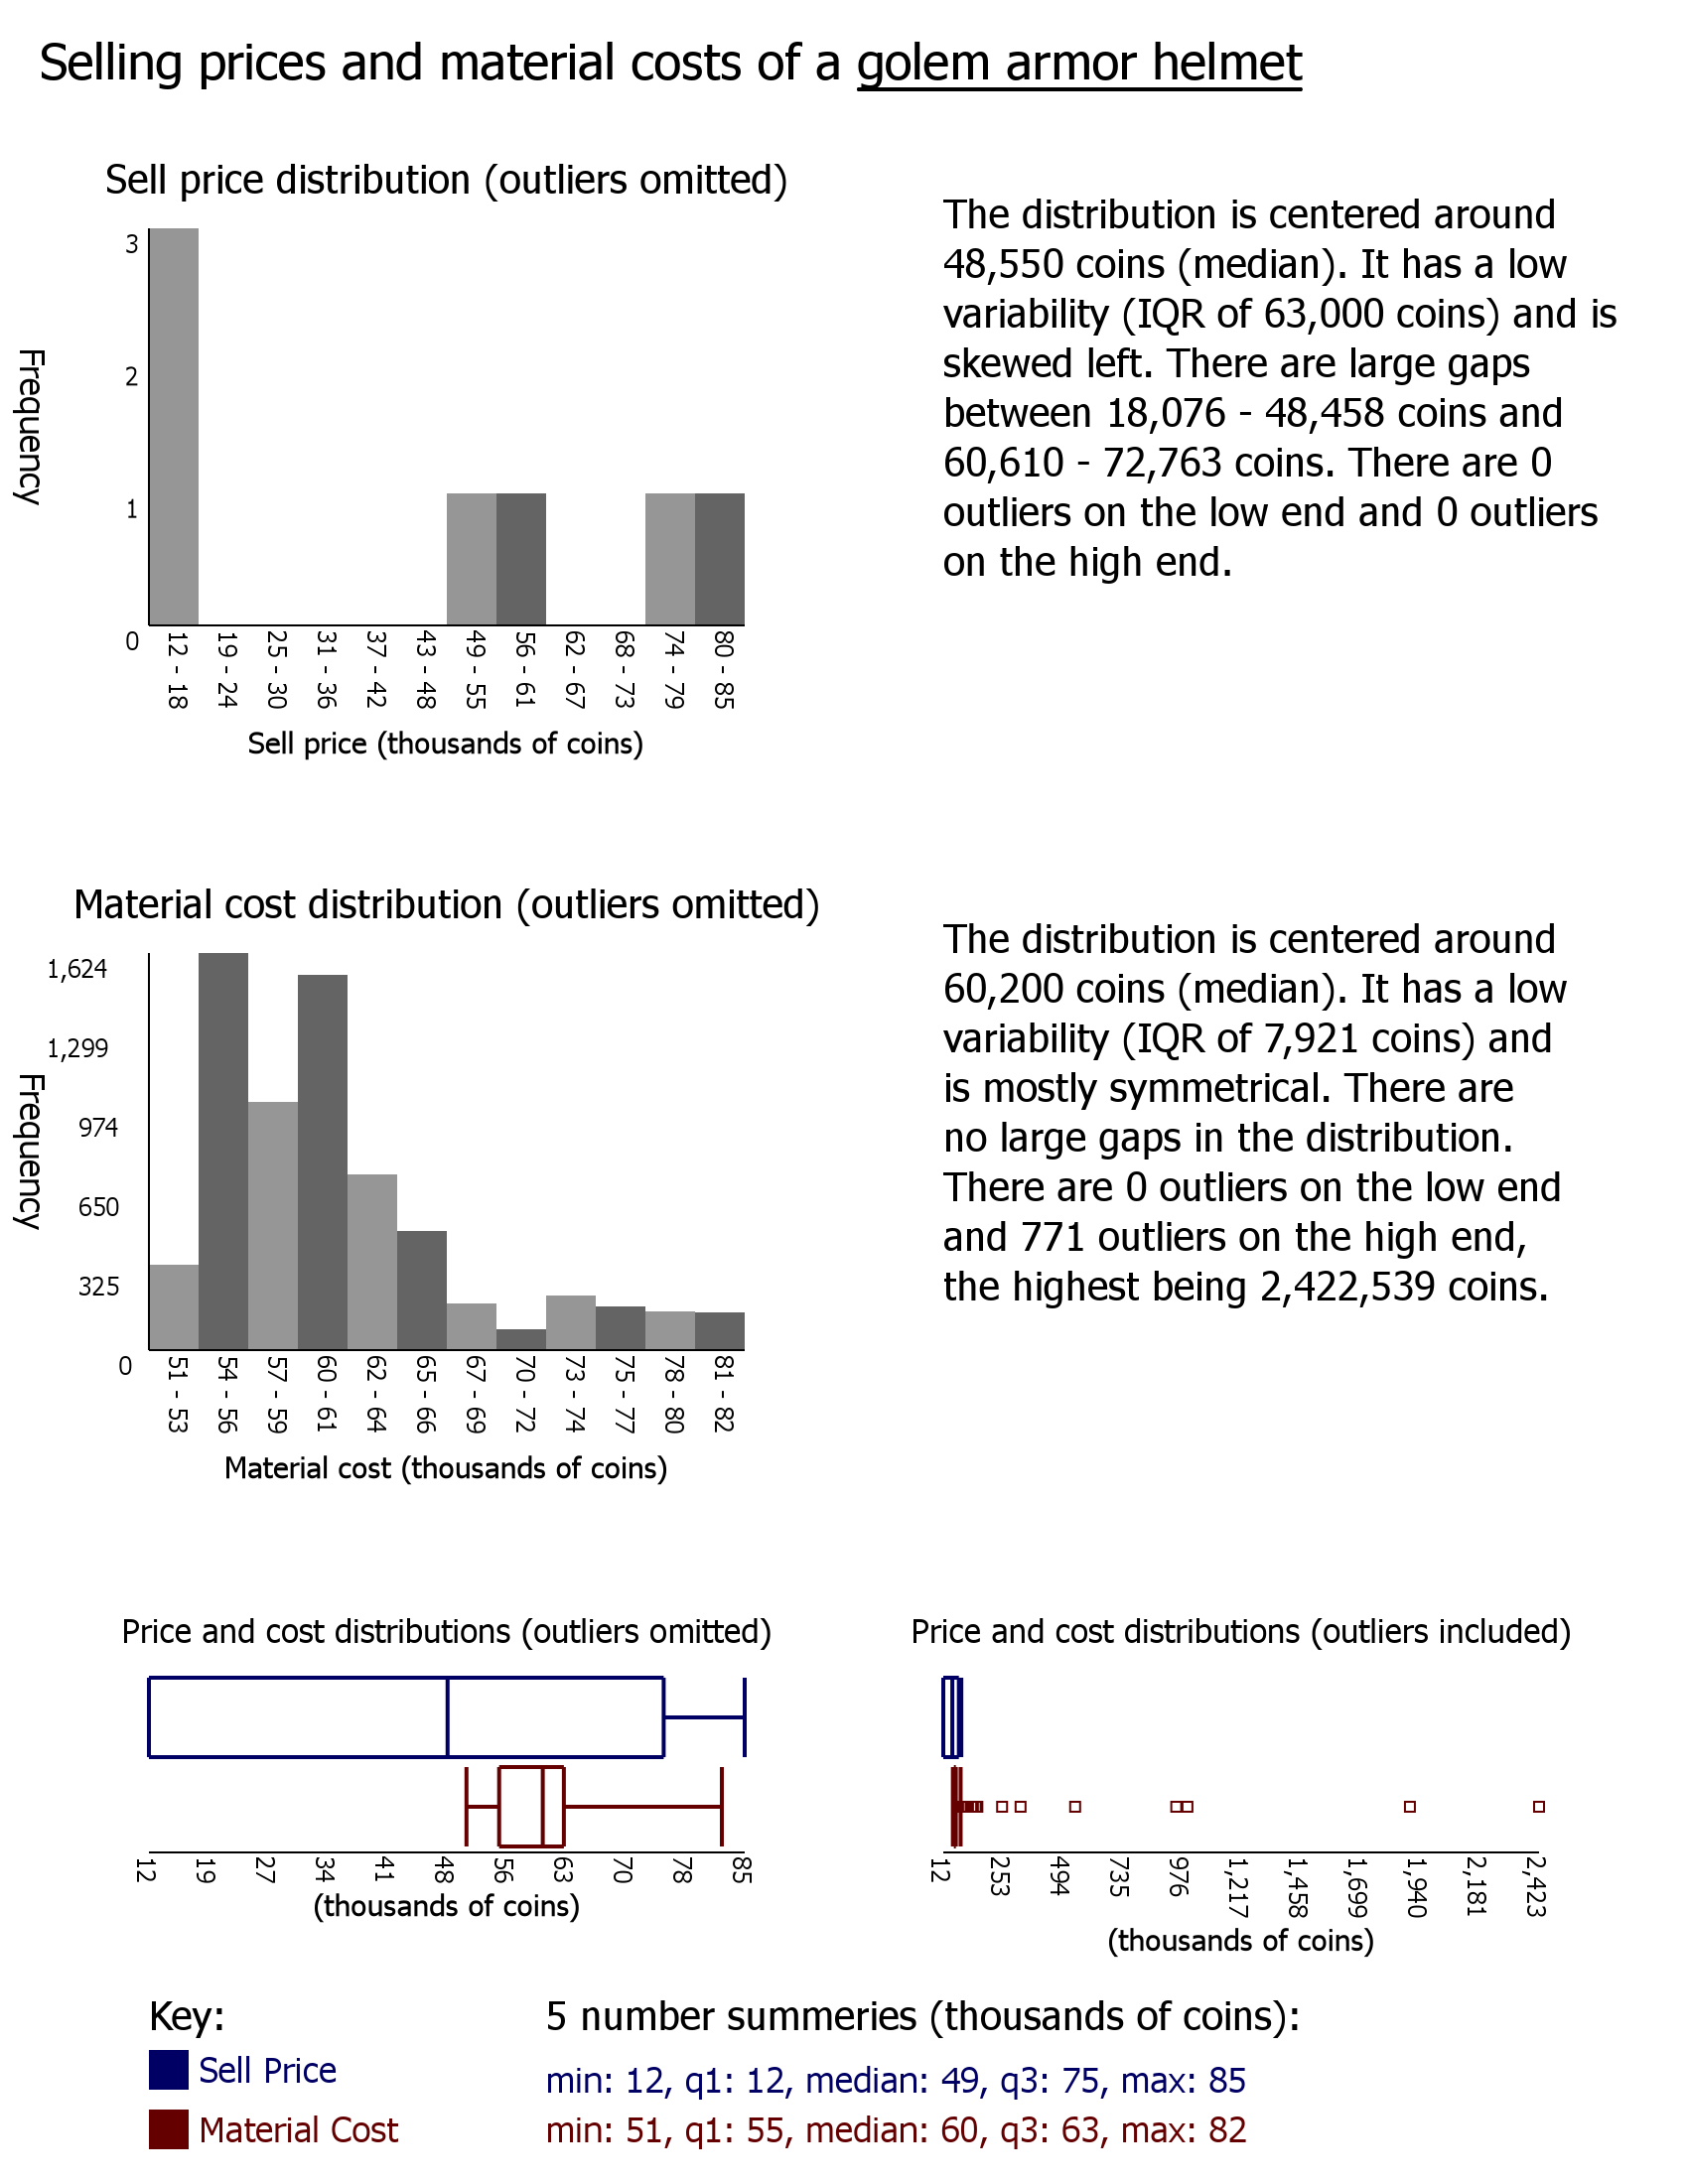 Selling prices and material costs of a golem armor helmet
Sell price distribution (outliers omitted)
3
2
1
0
Frequency
12 - 18
19 - 24
25 - 30
31 - 36
37 - 42
43 - 48
49 - 55
56 - 61
62 - 67
68 - 73
74 - 79
80 - 85
Sell price (thousands of coins)
The distribution is centered around
48,550 coins (median). It has a low
variability (IQR of 63,000 coins) and is
skewed left. There are large gaps
between 18,076 - 48,458 coins and
60,610 - 72,763 coins. There are 0
outliers on the low end and 0 outliers
on the high end.
Material cost distribution (outliers omitted)
1,624
1,299
974
650
325
0
Frequency
51 - 53
54 - 56
57 - 59
60 - 61
62 - 64
65 - 66
67 - 69
70 - 72
73 - 74
75 - 77
78 - 80
81 - 82
Material cost (thousands of coins)
The distribution is centered around
60,200 coins (median). It has a low
variability (IQR of 7,921 coins) and
is mostly symmetrical. There are
no large gaps in the distribution.
There are 0 outliers on the low end
and 771 outliers on the high end,
the highest being 2,422,539 coins.
Price and cost distributions (outliers omitted)
12
19
27
34
41
48
56
63
70
78
85
(thousands of coins)
Price and cost distributions (outliers included)
12
253
494
735
976
1,217
1,458
1,699
1,940
2,181
2,423
(thousands of coins)
Key:
Sell Price
Material Cost
5 number summeries (thousands of coins):
min: 12, q1: 12, median: 49, q3: 75, max: 85
min: 51, q1: 55, median: 60, q3: 63, max: 82